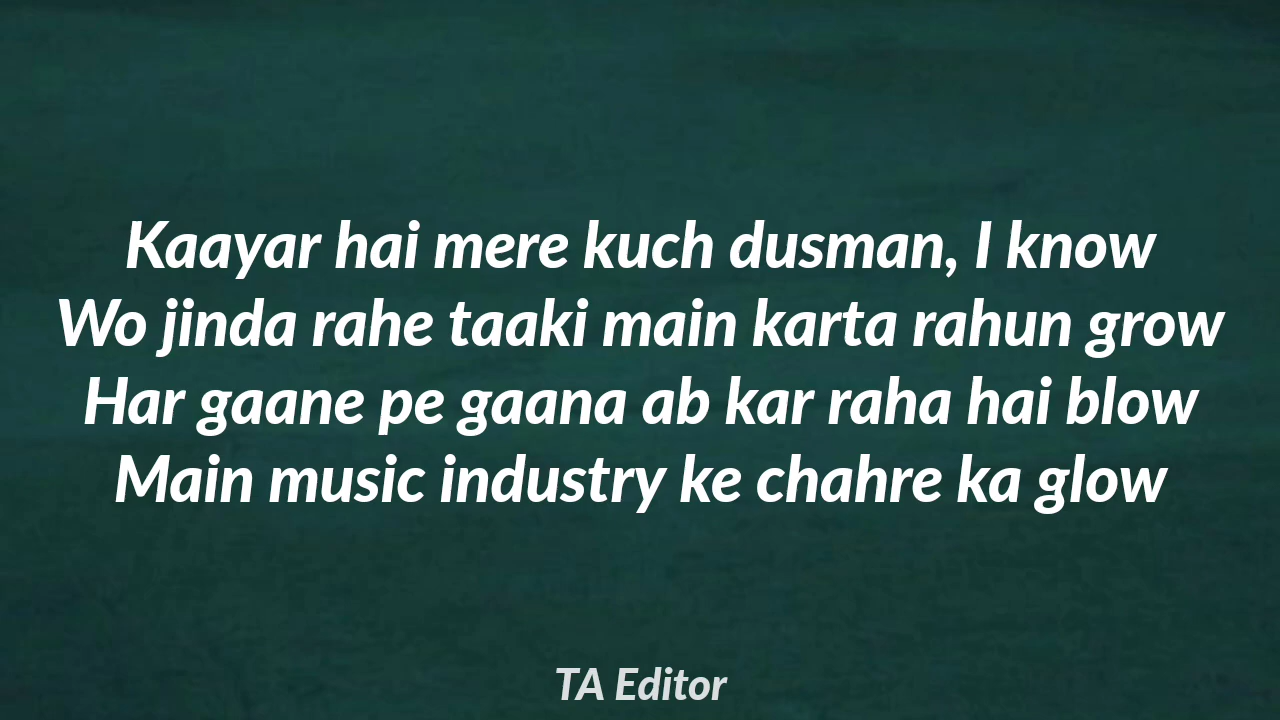 Kaayar hai mere kuch dusman, I know
Wo jinda rahe taaki main karta rahun grow
Har gaane pe gaana ab kar raha hai blow
Main music industry ke chahre ka glow
TA Editor